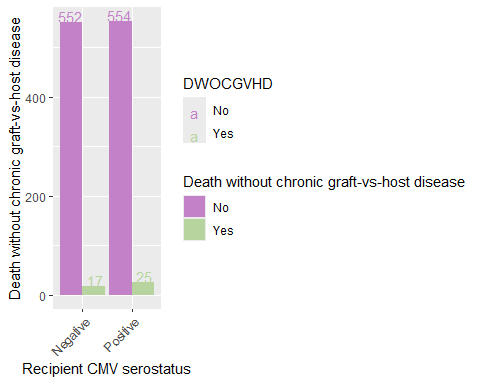 Death without chronic graft-vs-host disease
400
200
0
552
554
17
25
Negative
Positive
Recipient CMV serostatus
DWOCGVHD
a No
a Yes
Death without chronic graft-vs-host disease
No
Yes